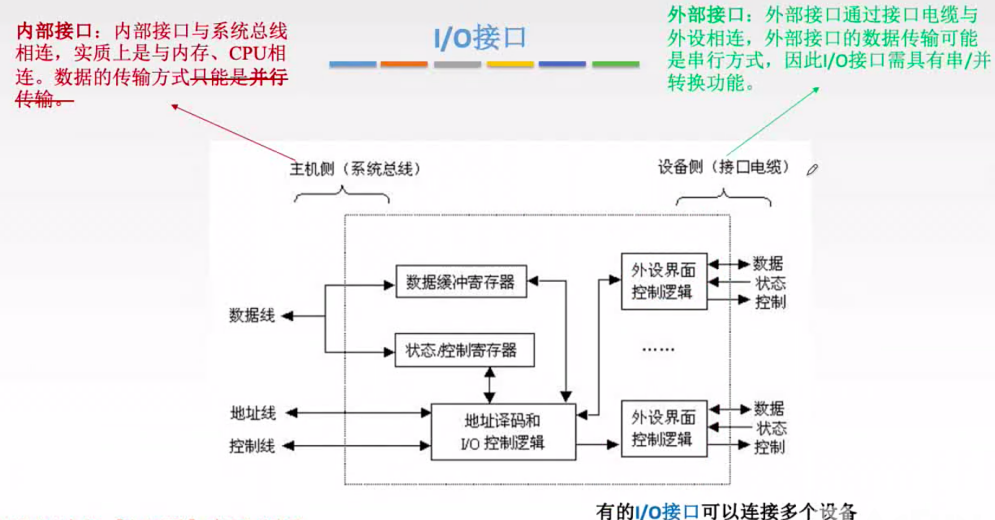 I/O接口
内部接口：内部接口与系统总线
相连，实质上是与内存、CPU相
连。数据的传输方式只能是并行
传输。
外部接口：外部接口通过接口电缆与
外设相连，外部接口的数据传输可能
是串行方式，因此I/O接口需具有串/并
转换功能。
主机侧（系统总线）
设备侧（接口电缆）
数据线
地址线
控制线
数据缓冲寄存器
状态/控制寄存器
地址译码和
I/O 控制逻辑
外设界面
控制逻辑
数据
状态
控制
……
外设界面
控制逻辑
数据
状态
控制
有的I/O接口可以连接多个设备